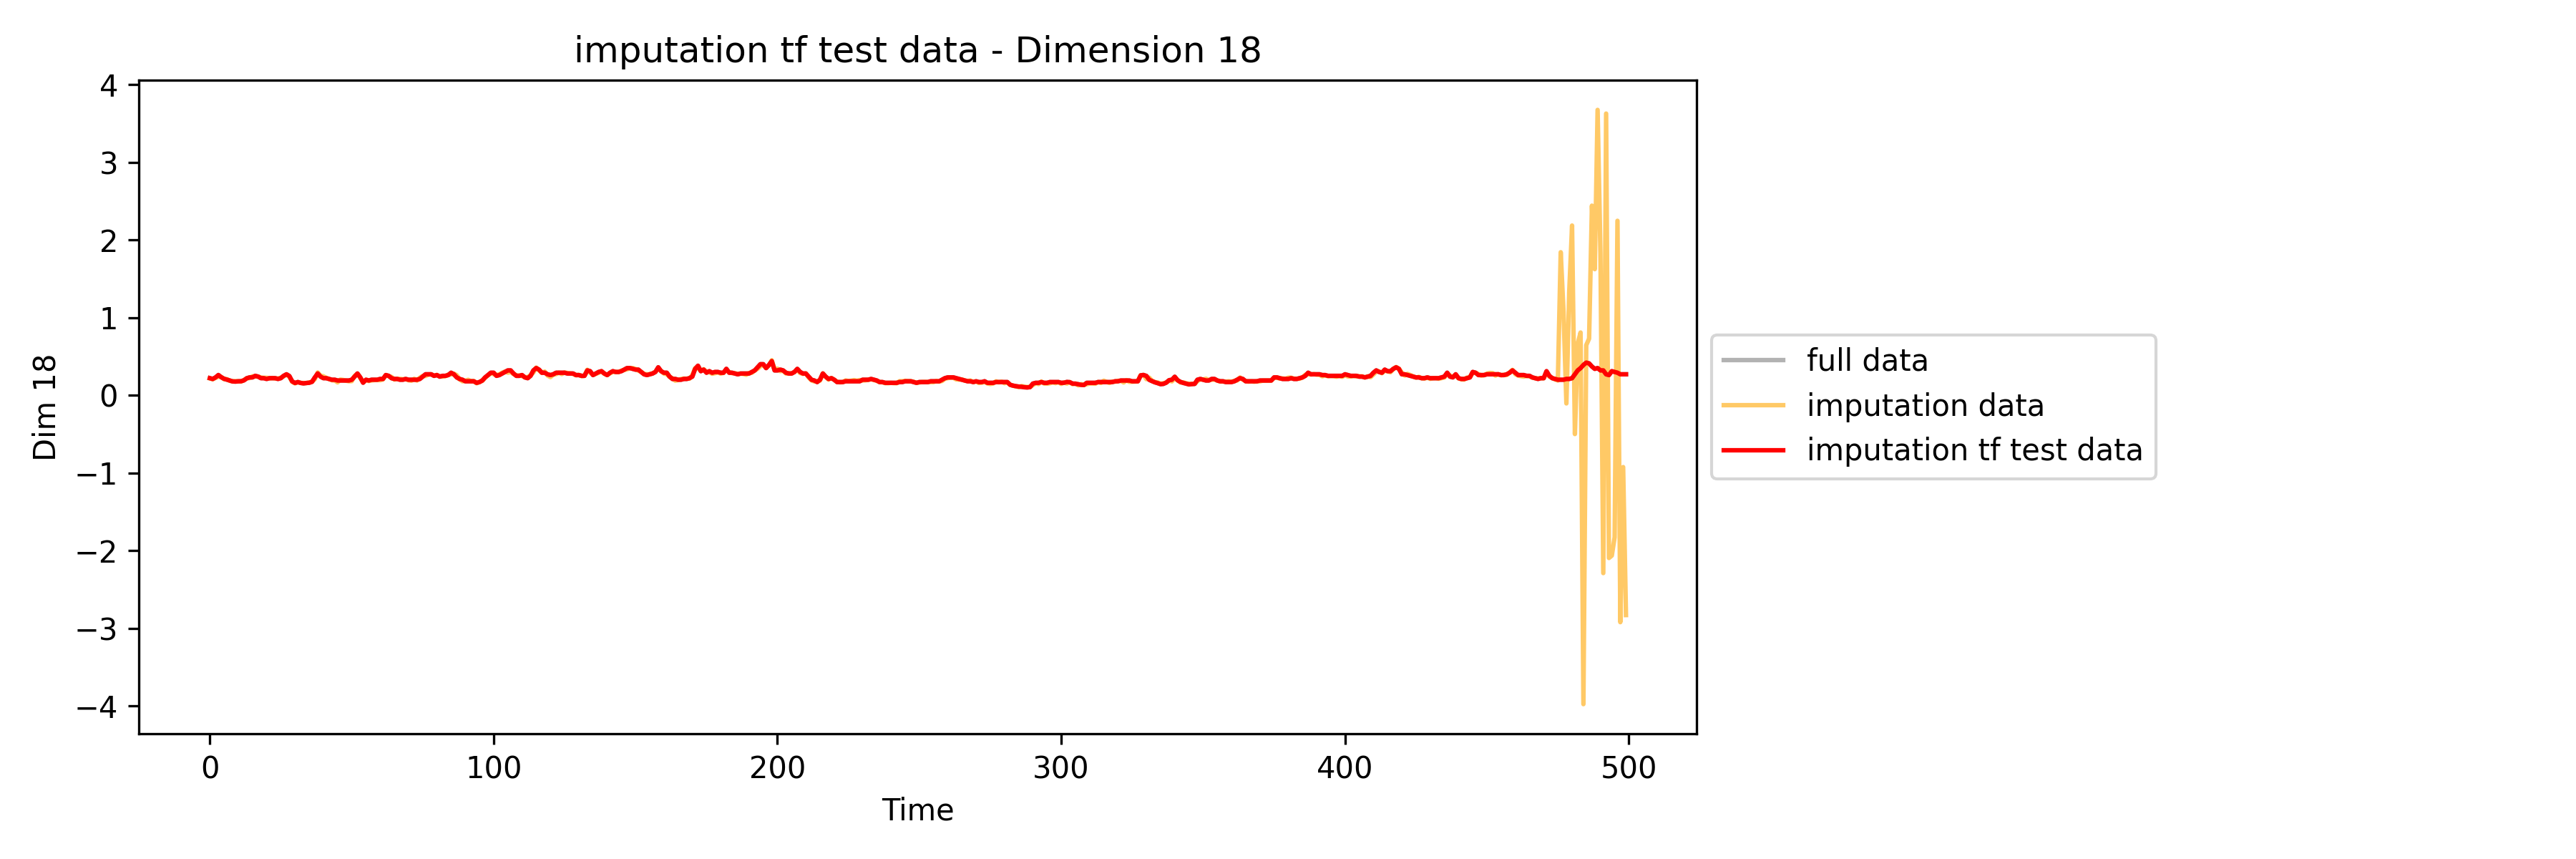 imputation tf test data - Dimension 18
4
3
2
1
0
−1
−2
−3
−4
Dim 18
0 100 200 300 400 500
Time
full data
imputation data
imputation tf test data